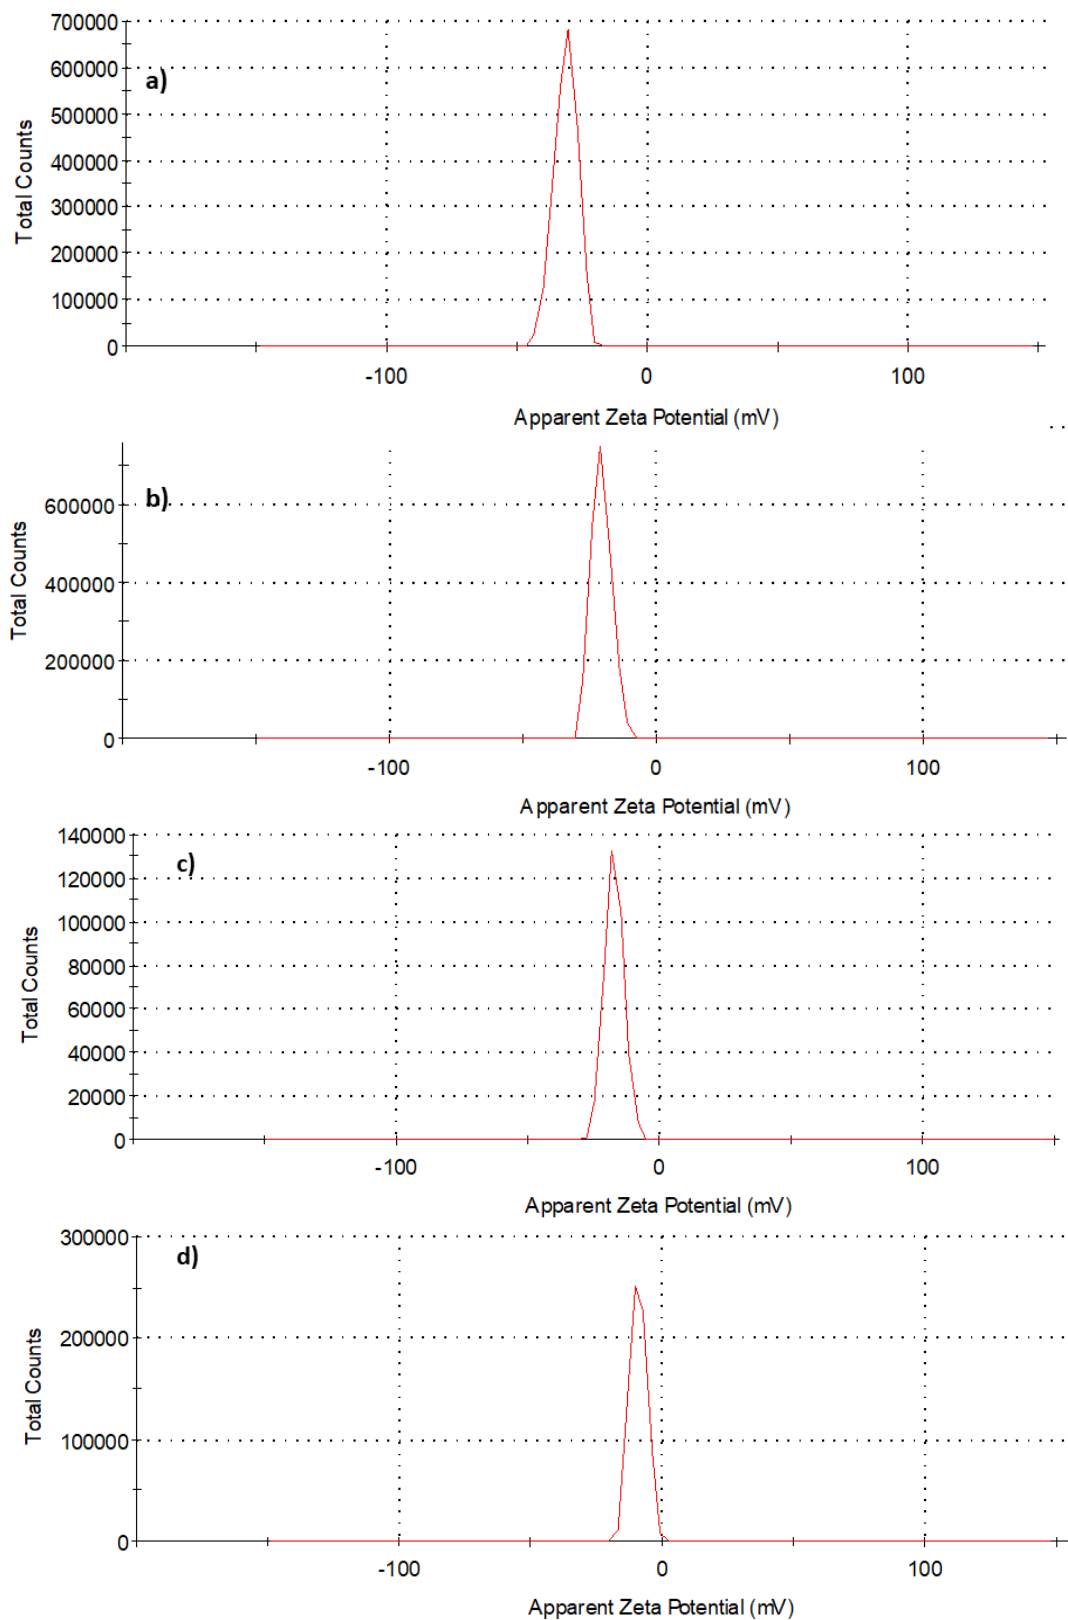 700000
a)
600000
500000
400000
300000
200000
100000
0
Total Counts
-100 0 100
Apparent Zeta Potential (mV)
b)
600000
400000
200000
0
Total Counts
-100 0 100
Apparent Zeta Potential (mV)
140000
c)
120000
100000
80000
60000
40000
20000
0
Total Counts
-100 0 100
Apparent Zeta Potential (mV)
300000
d)
200000
100000
0
Total Counts
-100 0 100
Apparent Zeta Potential (mV)